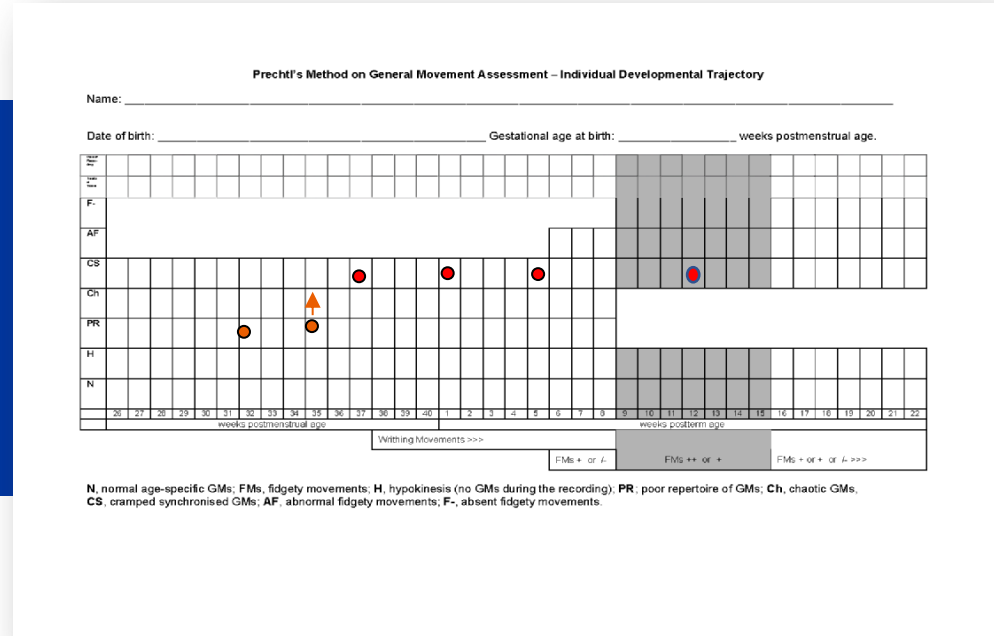 Prechtl's Method on General Movement Assessment – Individual Developmental Trajectory
Name:
Date of birth: Gestational age at birth: weeks postmenstrual age.
F-
AF
CS
Ch
PR
H
N
26 27 28 29 30 31 32 33 34 35 36 37 38 39 40 1 2 3 4 5 6 7 8 9 10 11 12 13 14 15 16 17 18 19 20 21 22
weeks postmenstrual age weeks postterm age
Writhing Movements >>>
FMs + or /- FMs ++ or + FMs + or + or /- >>>
N, normal age-specific GMs; FMs, fidgety movements; H, hypokinesis (no GMs during the recording); PR; poor repertoire of GMs; Ch, chaotic GMs,
CS, cramped synchronised GMs; AF, abnormal fidgety movements; F-, absent fidgety movements.